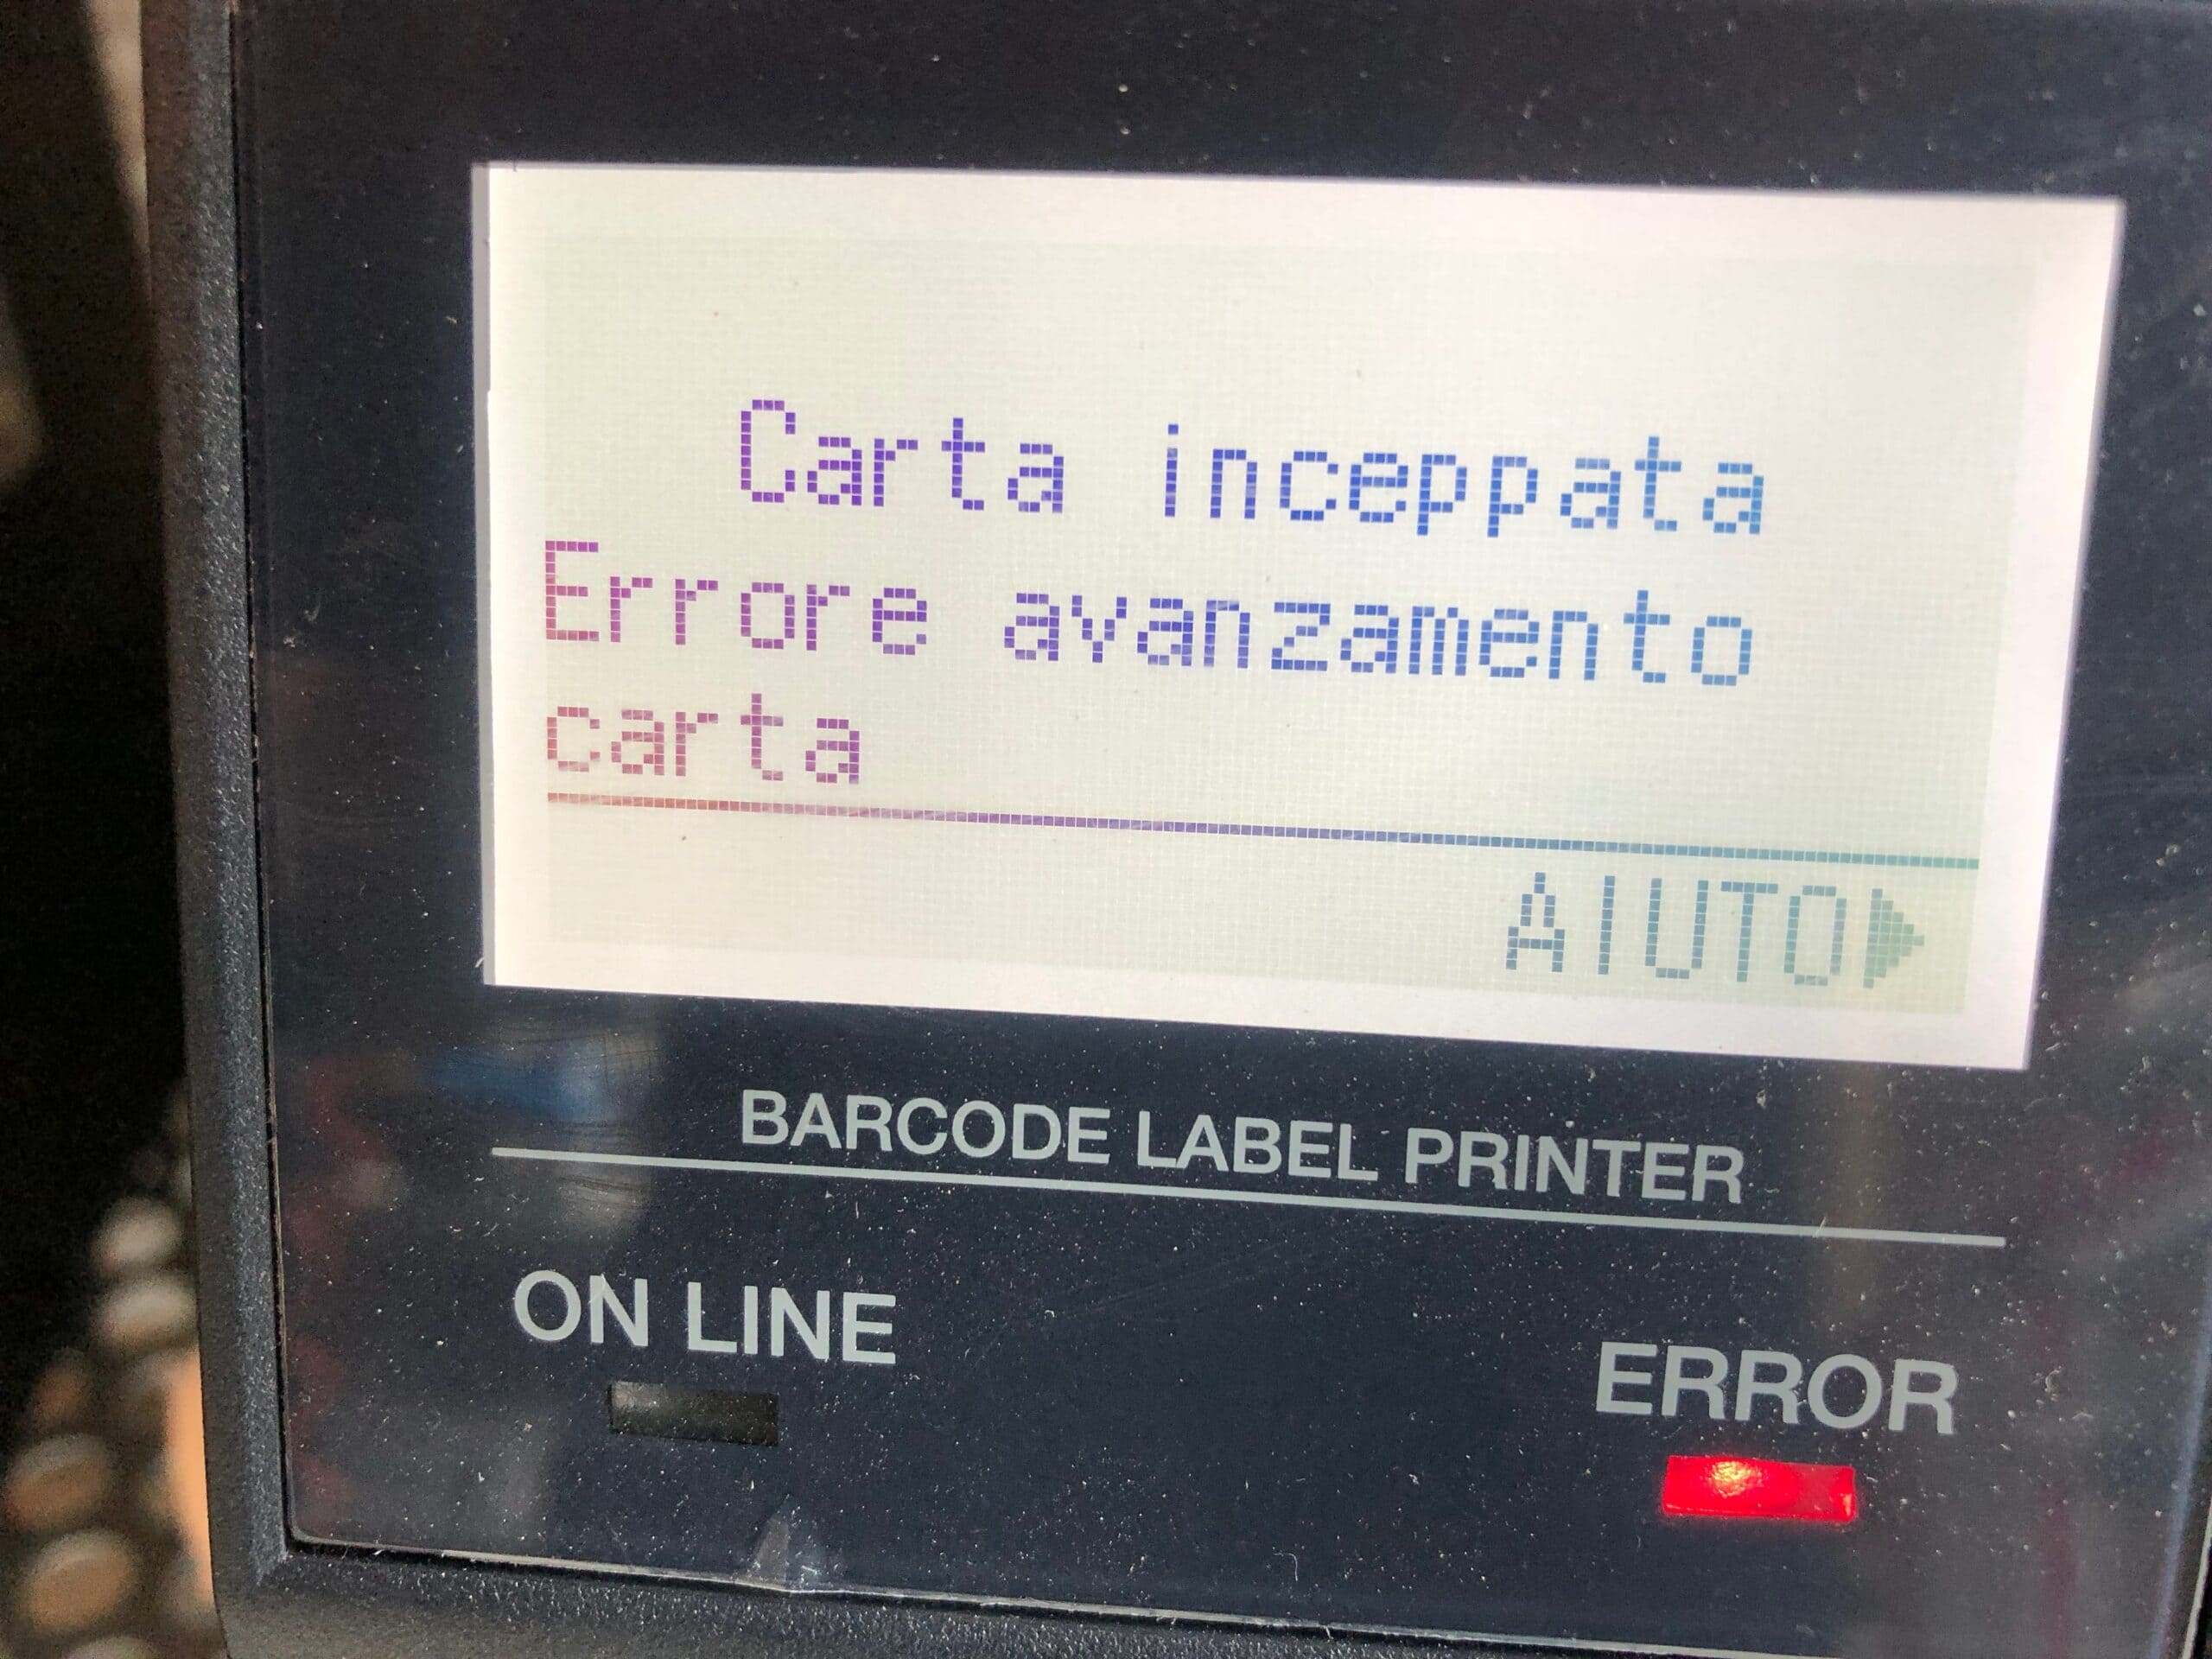 Carta inceppata
Errore avanzamento
carta
AIUTO
BARCODE LABEL PRINTER
ON LINE
ERROR